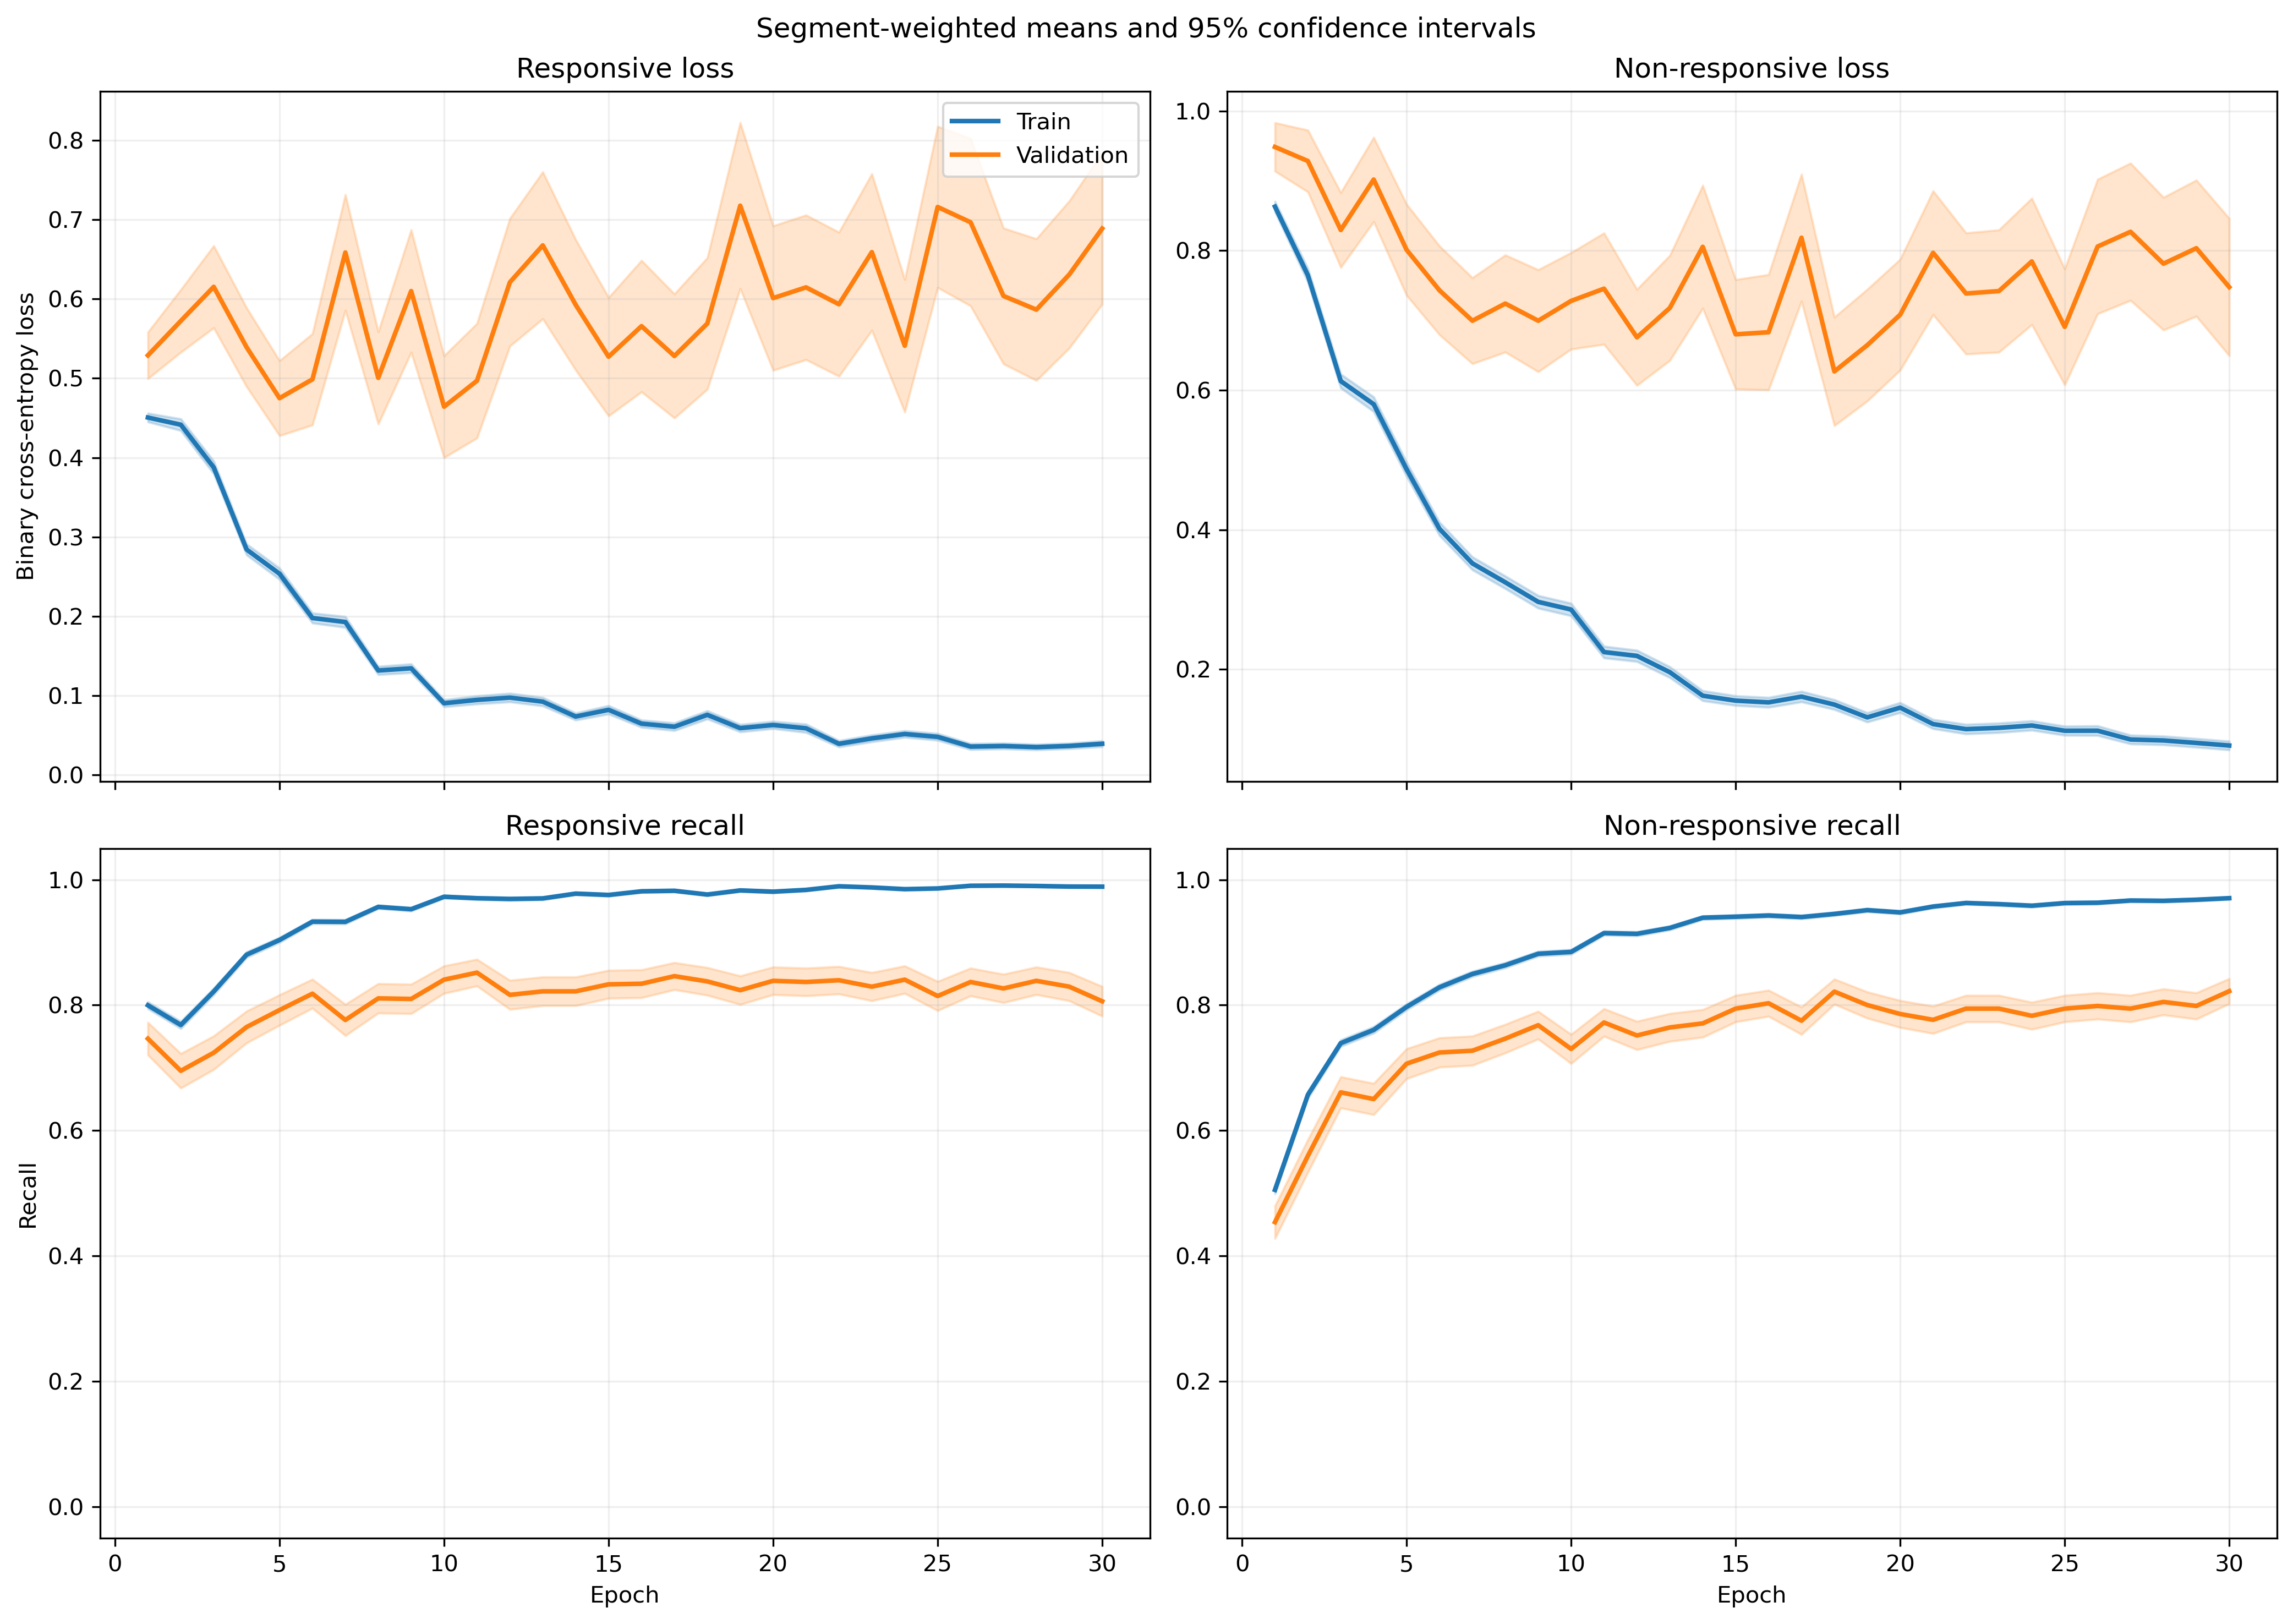 Segment-weighted means and 95% confidence intervals
Responsive loss
Non-responsive loss
Train
Validation
Binary cross-entropy loss
0.8
0.7
0.6
0.5
0.4
0.3
0.2
0.1
0.0
1.0
0.8
0.6
0.4
0.2
Responsive recall
Non-responsive recall
Recall
1.0
0.8
0.6
0.4
0.2
0.0
0 5 10 15 20 25 30
Epoch
1.0
0.8
0.6
0.4
0.2
0.0
0 5 10 15 20 25 30
Epoch